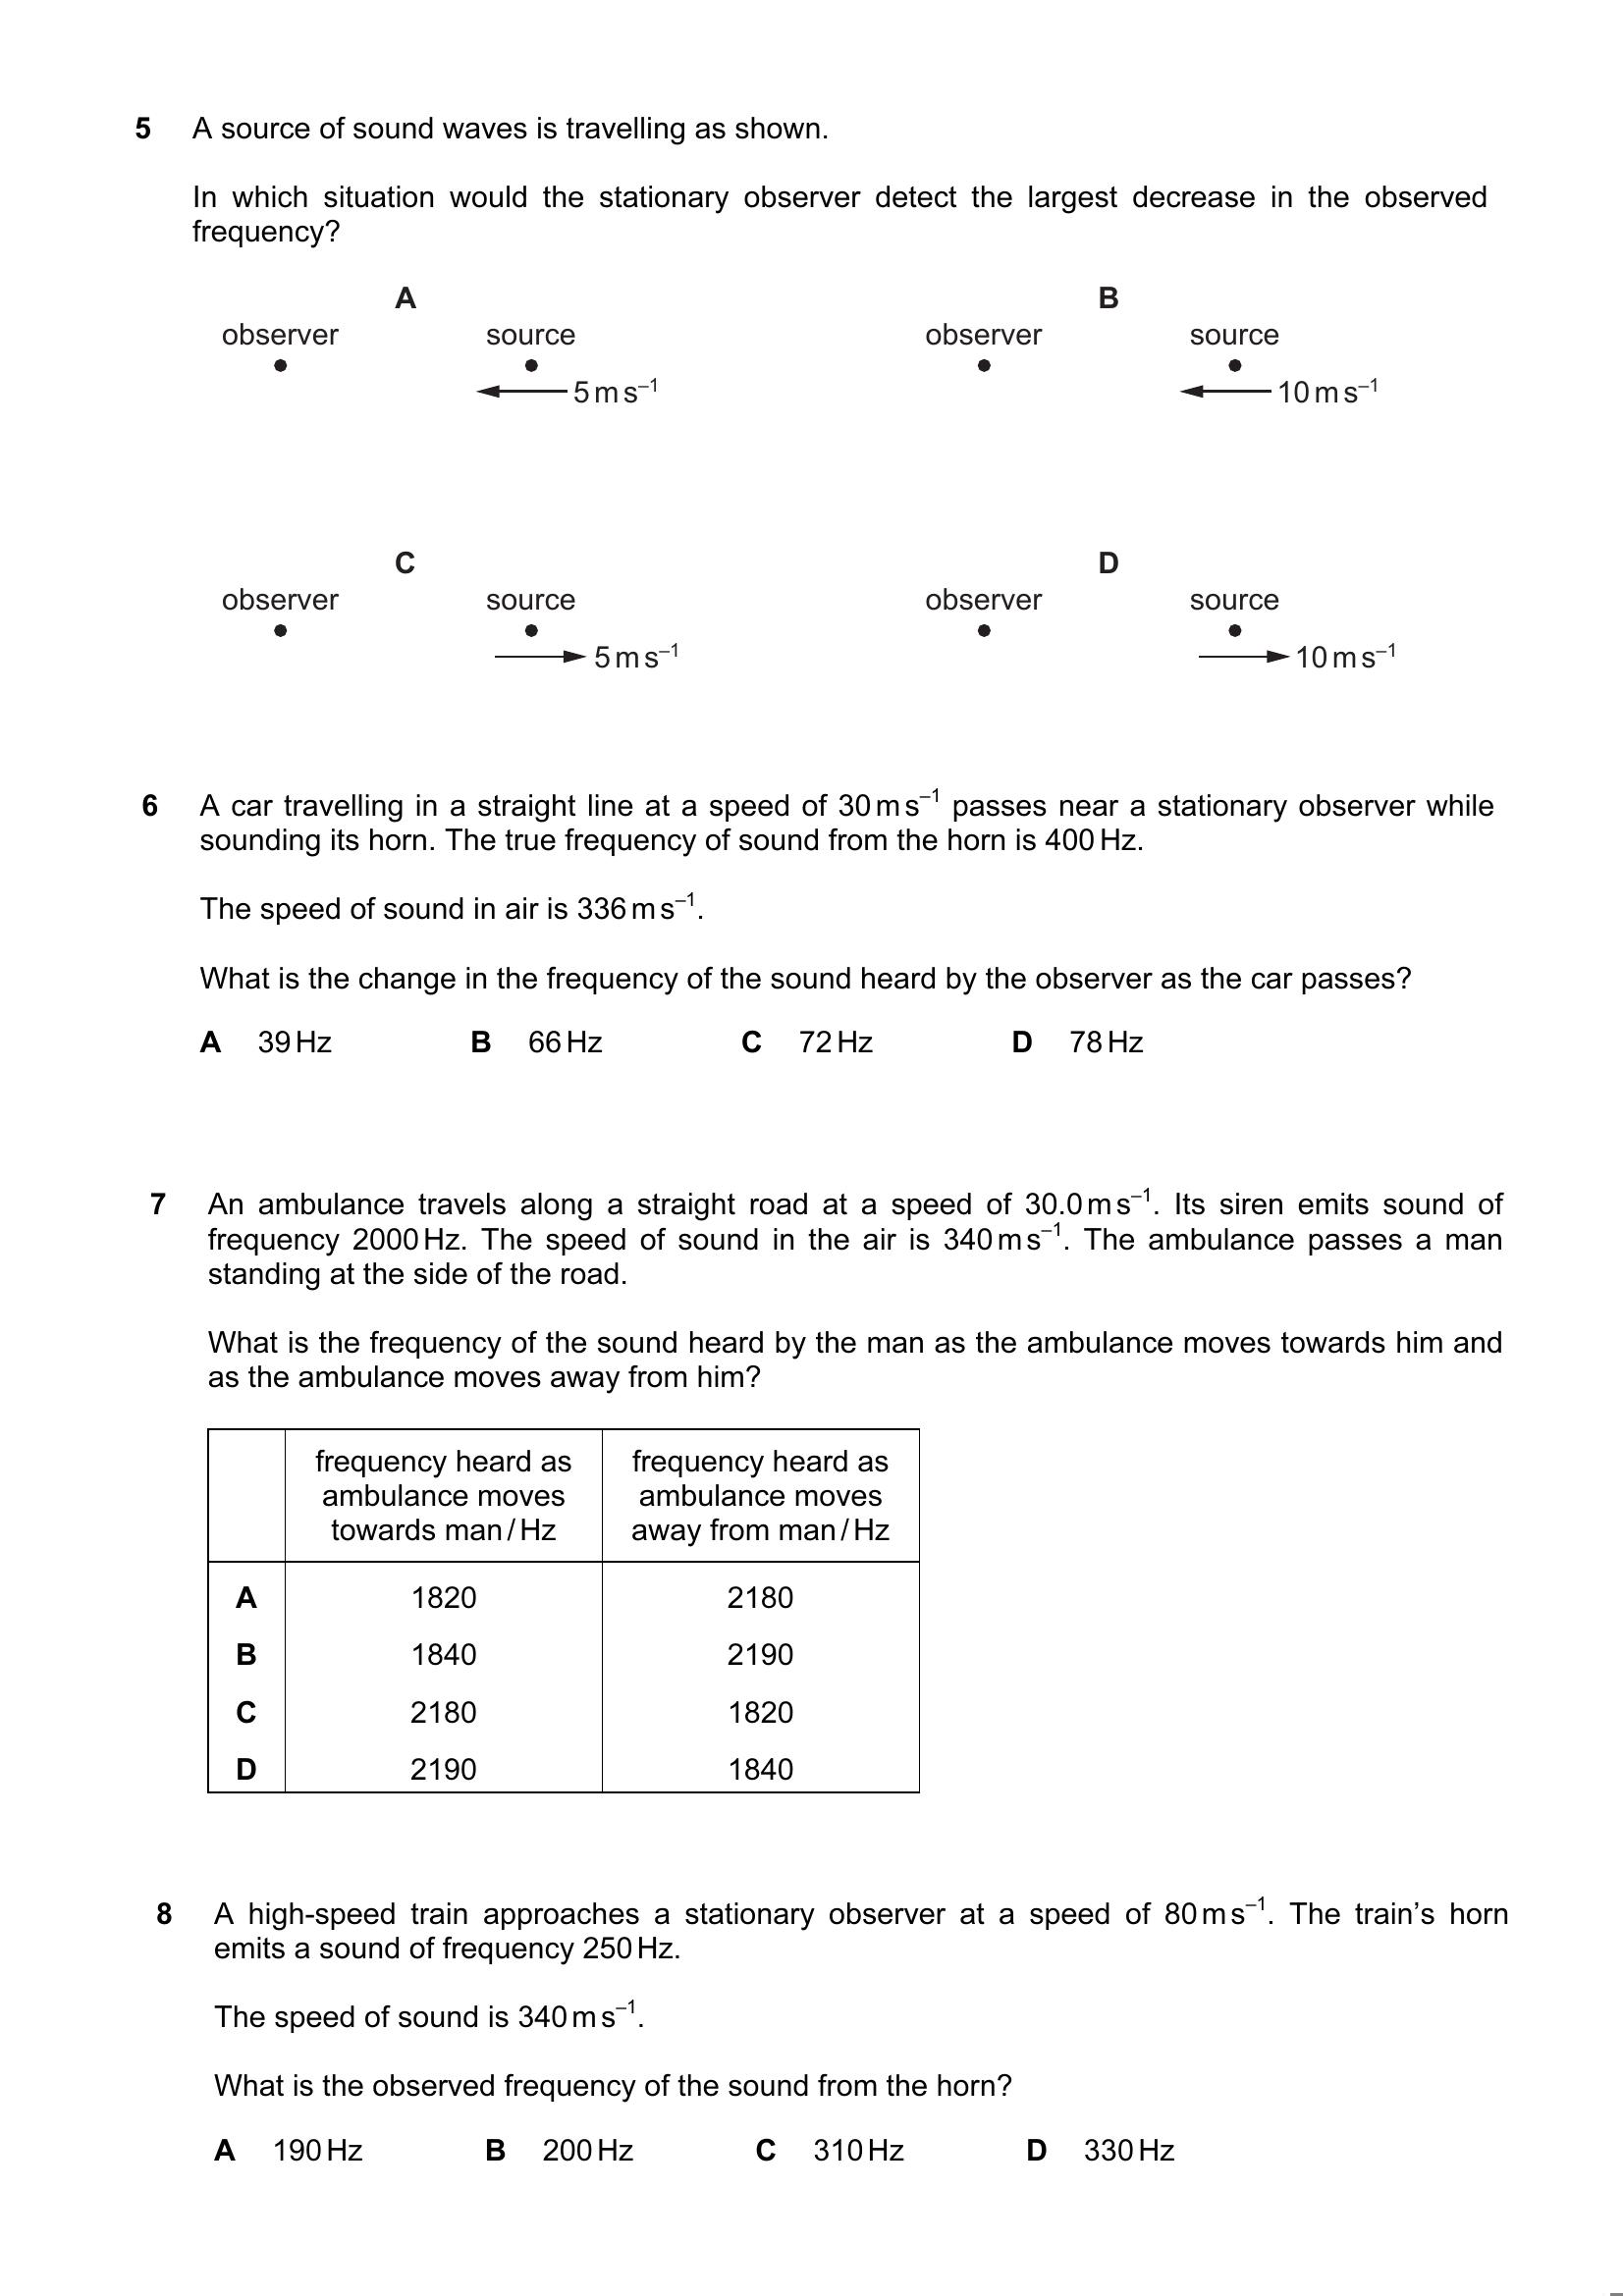 5 A source of sound waves is travelling as shown.
In which situation would the stationary observer detect the largest decrease in the observed
frequency?
A
observer source
5 m s⁻¹
B
observer source
10 m s⁻¹
C
observer source
5 m s⁻¹
D
observer source
10 m s⁻¹
6 A car travelling in a straight line at a speed of 30 m s⁻¹ passes near a stationary observer while
sounding its horn. The true frequency of sound from the horn is 400 Hz.
The speed of sound in air is 336 m s⁻¹.
What is the change in the frequency of the sound heard by the observer as the car passes?
A 39 Hz B 66 Hz C 72 Hz D 78 Hz
7 An ambulance travels along a straight road at a speed of 30.0 m s⁻¹. Its siren emits sound of
frequency 2000 Hz. The speed of sound in the air is 340 m s⁻¹. The ambulance passes a man
standing at the side of the road.
What is the frequency of the sound heard by the man as the ambulance moves towards him and
as the ambulance moves away from him?
frequency heard as
ambulance moves
towards man / Hz
frequency heard as
ambulance moves
away from man / Hz
A 1820 2180
B 1840 2190
C 2180 1820
D 2190 1840
8 A high-speed train approaches a stationary observer at a speed of 80 m s⁻¹. The train's horn
emits a sound of frequency 250 Hz.
The speed of sound is 340 m s⁻¹.
What is the observed frequency of the sound from the horn?
A 190 Hz B 200 Hz C 310 Hz D 330 Hz